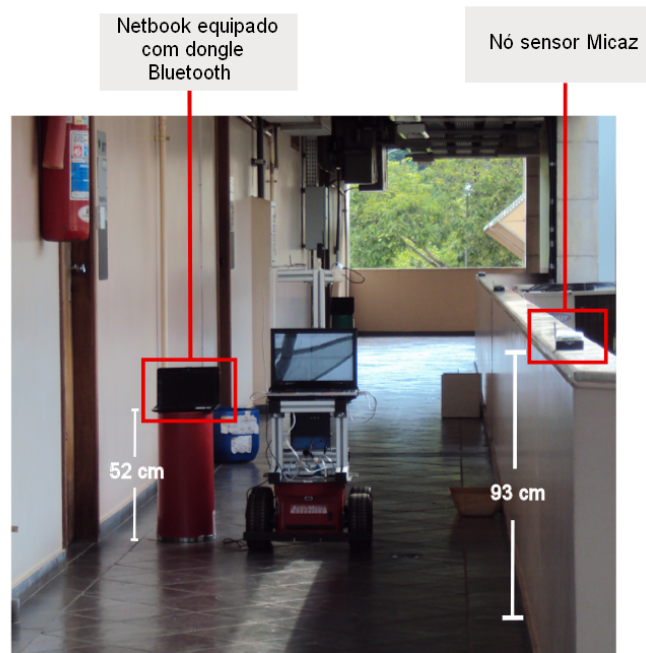 Netbook equipado
com dongle
Bluetooth
Nó sensor Micaz
52 cm
93 cm